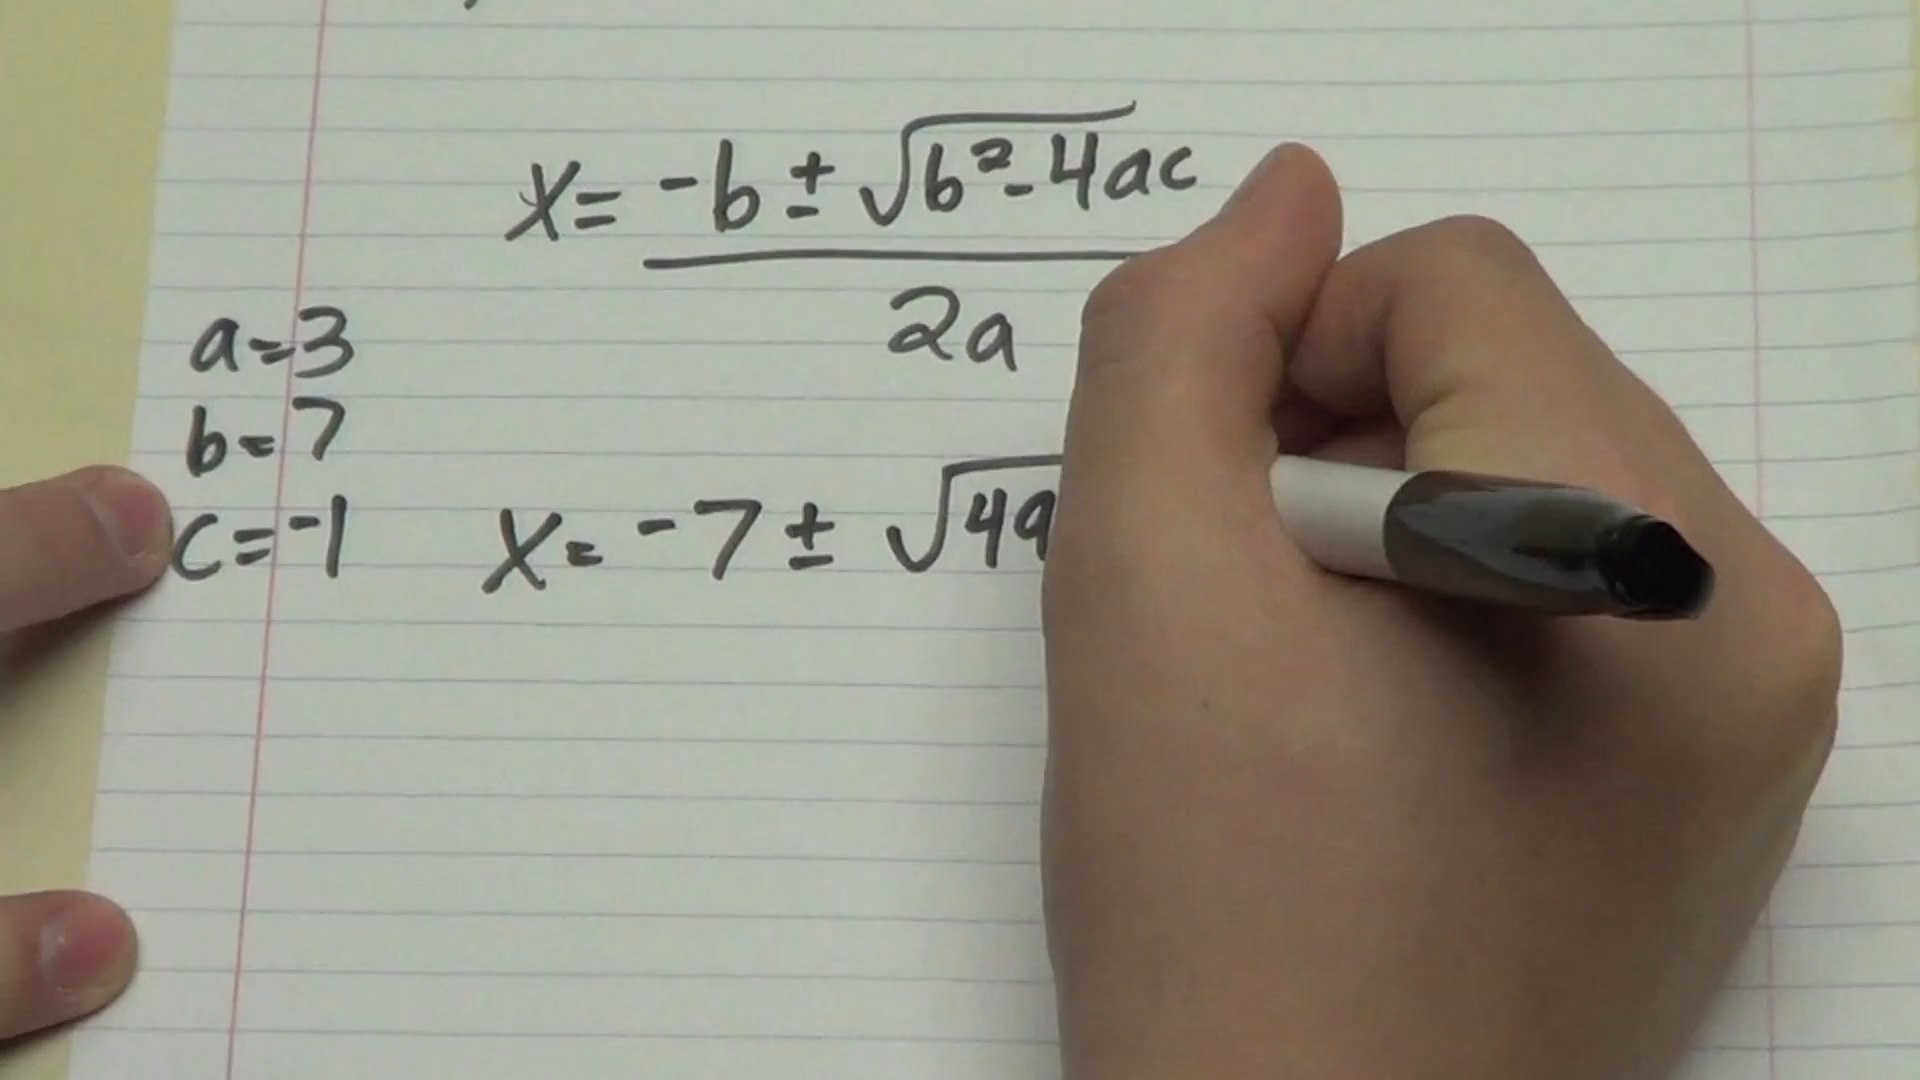 x = -b ± √b² - 4ac
2a
a = 3
b = 7
c = -1
x = -7 ± √49